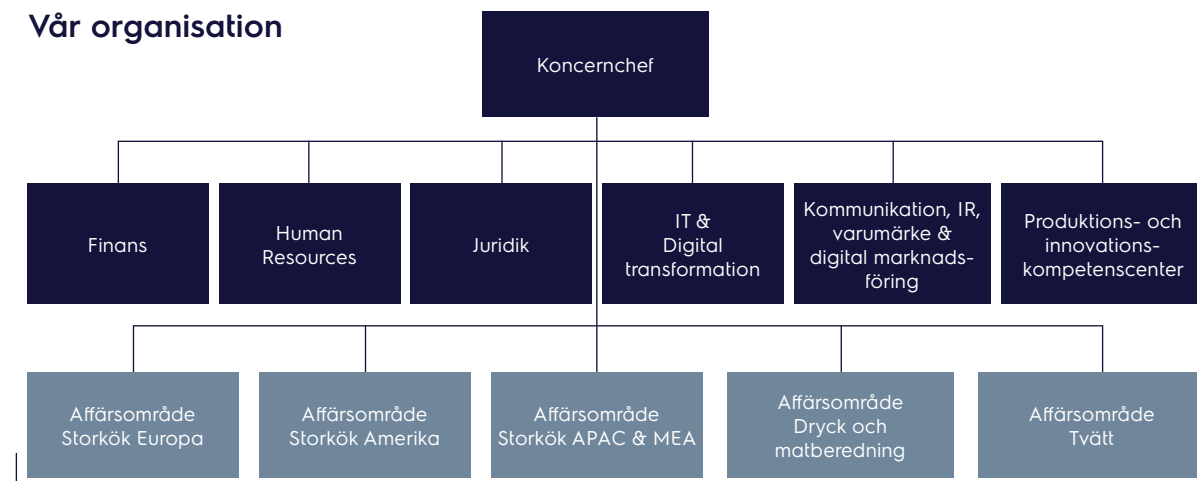 Vår organisation
Koncernchef
Finans
Human
Resources
Juridik
IT &
Digital
transformation
Kommunikation, IR,
varumärke &
digital marknads-
föring
Produktions- och
innovations-
kompetenscenter
Affärsområde
Storkök Europa
Affärsområde
Storkök Amerika
Affärsområde
Storkök APAC & MEA
Affärsområde
Dryck och
matberedning
Affärsområde
Tvätt